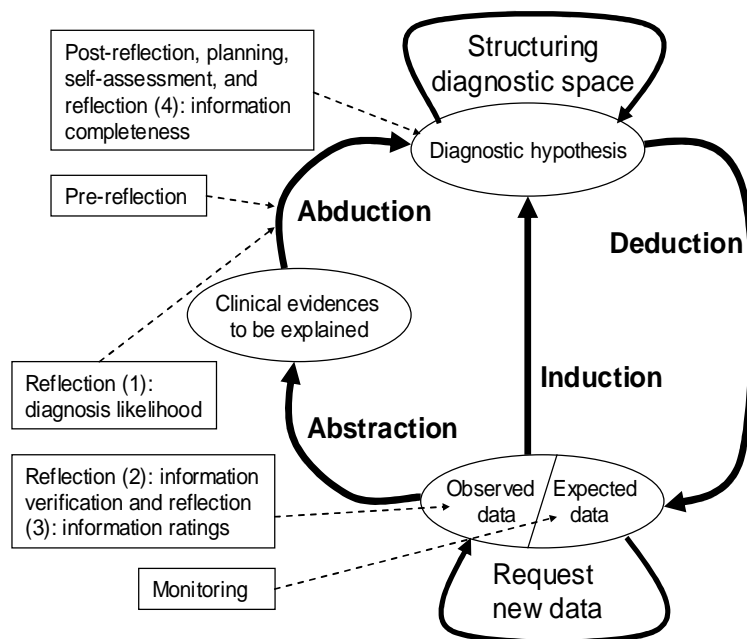 Post-reflection, planning,
self-assessment, and
reflection (4): information
completeness
Structuring
diagnostic space
Diagnostic hypothesis
Pre-reflection
Abduction
Deduction
Clinical evidences
to be explained
Reflection (1):
diagnosis likelihood
Induction
Abstraction
Reflection (2): information
verification and reflection
(3): information ratings
Observed
data
Expected
data
Monitoring
Request
new data